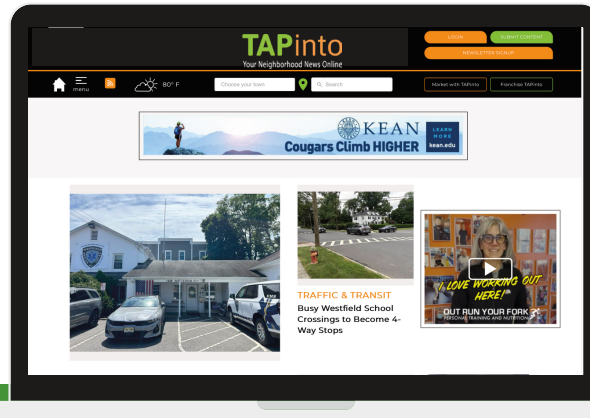 TAPinto
Your Neighborhood News Online
LOGIN
SUBMIT CONTENT
NEWSLETTER SIGNUP
menu
80° F
Choose your town
Search
Market with TAPinto
Franchise TAPinto
KEAN
Cougars Climb HIGHER
LEARN
MORE
kean.edu
TRAFFIC & TRANSIT
Busy Westfield School
Crossings to Become 4-
Way Stops
I LOVE WORKING OUT
HERE!
OUT RUN YOUR FORK
PERSONAL TRAINING AND NUTRITION